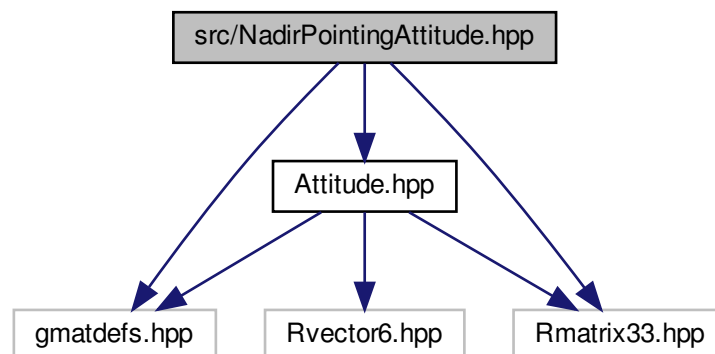 src/NadirPointingAttitude.hpp
Attitude.hpp
gmatdefs.hpp
Rvector6.hpp
Rmatrix33.hpp